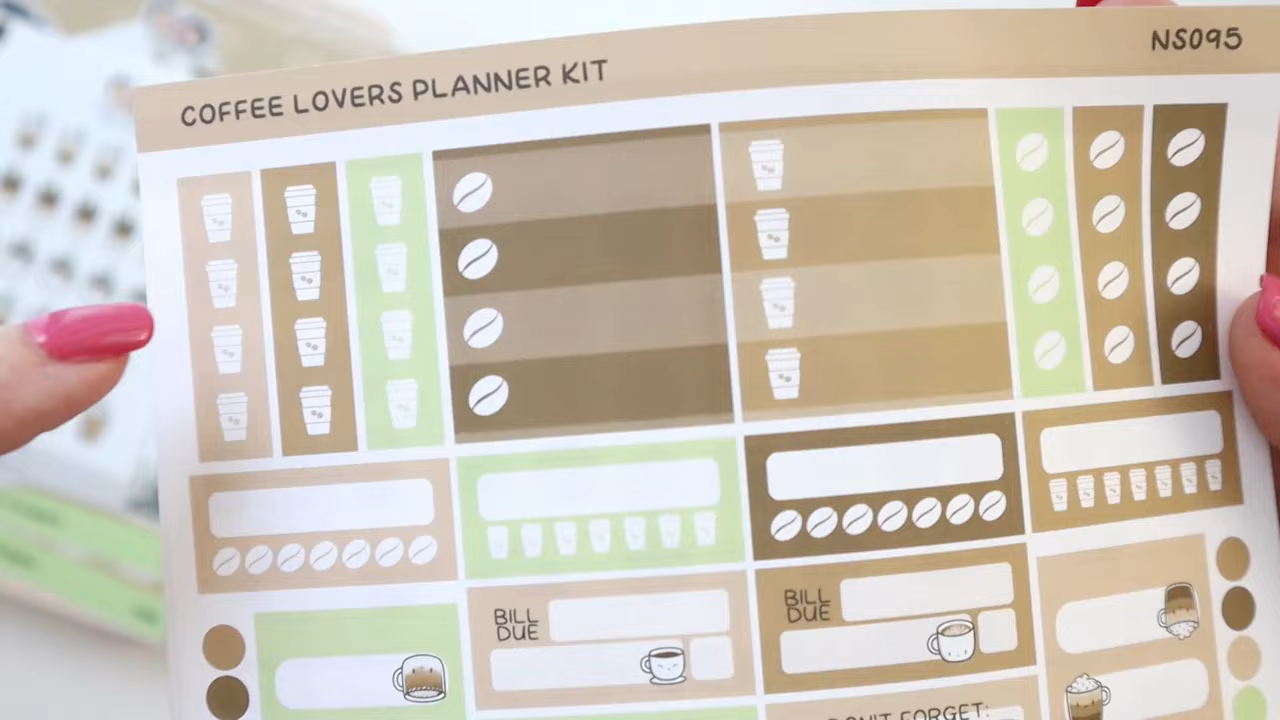 COFFEE LOVERS PLANNER KIT
NS095
BILL
DUE
BILL
DUE
DON'T FORGET: